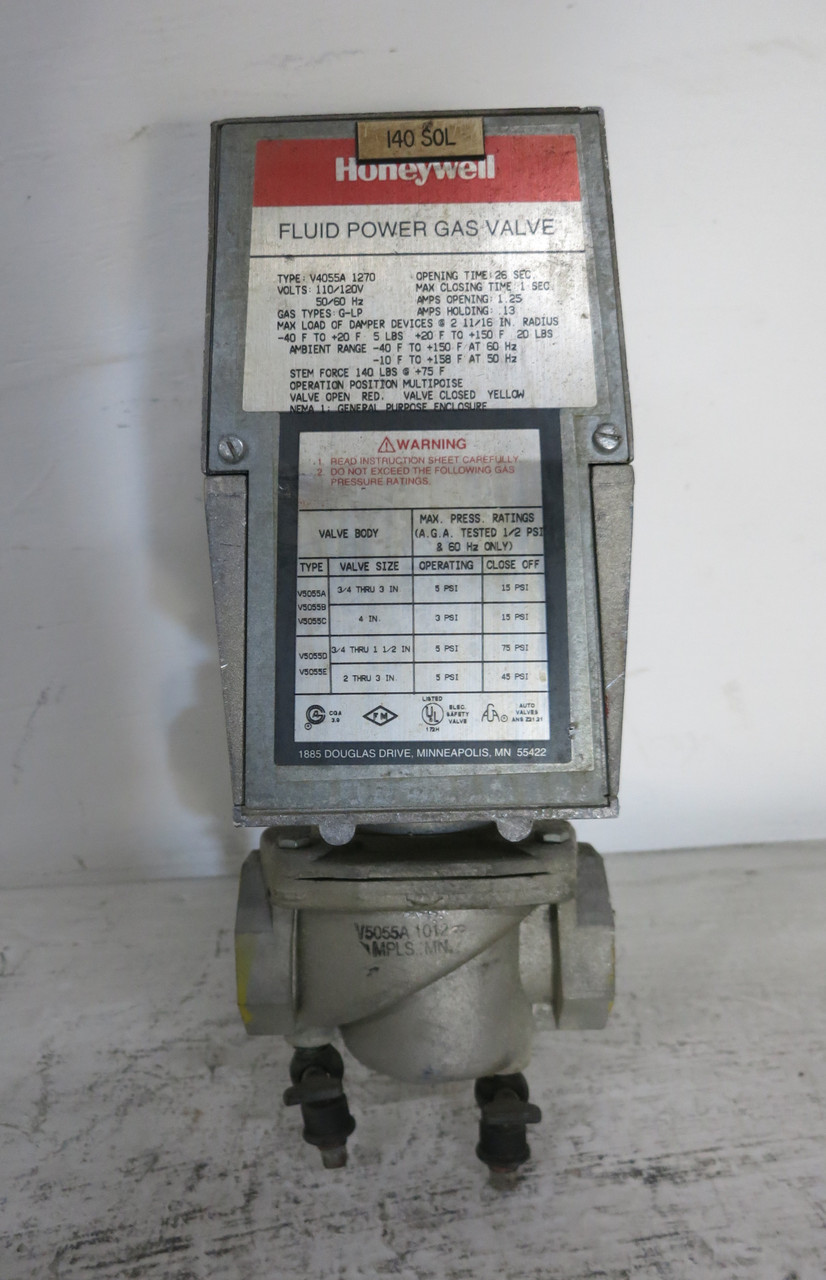 140 SOL
Honeywell
FLUID POWER GAS VALVE
TYPE: V4055A 1270 OPENING TIME: 26 SEC.
VOLTS: 110/120V MAX CLOSING TIME 1 SEC.
50/60 Hz AMPS OPENING: 1.25
GAS TYPES: G-LP AMPS HOLDING: .13
MAX LOAD OF DAMPER DEVICES @ 2 11/16 IN. RADIUS
-40 F TO +20 F 5 LBS +20 F TO +150 F 20 LBS
AMBIENT RANGE -40 F TO +150 F AT 60 Hz
-10 F TO +158 F AT 50 Hz
STEM FORCE 140 LBS @ +75 F
OPERATION POSITION MULTIPOISE
VALVE OPEN RED. VALVE CLOSED YELLOW
NEMA 1: GENERAL PURPOSE ENCLOSURE
⚠WARNING
1. READ INSTRUCTION SHEET CAREFULLY.
2. DO NOT EXCEED THE FOLLOWING GAS
PRESSURE RATINGS.
VALVE BODY MAX. PRESS. RATINGS
(A.G.A. TESTED 1/2 PSI
& 60 Hz ONLY)
TYPE VALVE SIZE OPERATING CLOSE OFF
V5055A 3/4 THRU 3 IN 5 PSI 15 PSI
V5055B
V5055C 4 IN. 3 PSI 15 PSI
V5055D 3/4 THRU 1 1/2 IN 5 PSI 75 PSI
V5055E 2 THRU 3 IN. 5 PSI 45 PSI
CGA
3.9
FM
LISTED
UL
172H
ELEC.
SAFETY
VALVE
AUTO
VALVES
ANS Z21.21
1885 DOUGLAS DRIVE, MINNEAPOLIS, MN 55422
V5055A 1012
MPLS. MN.